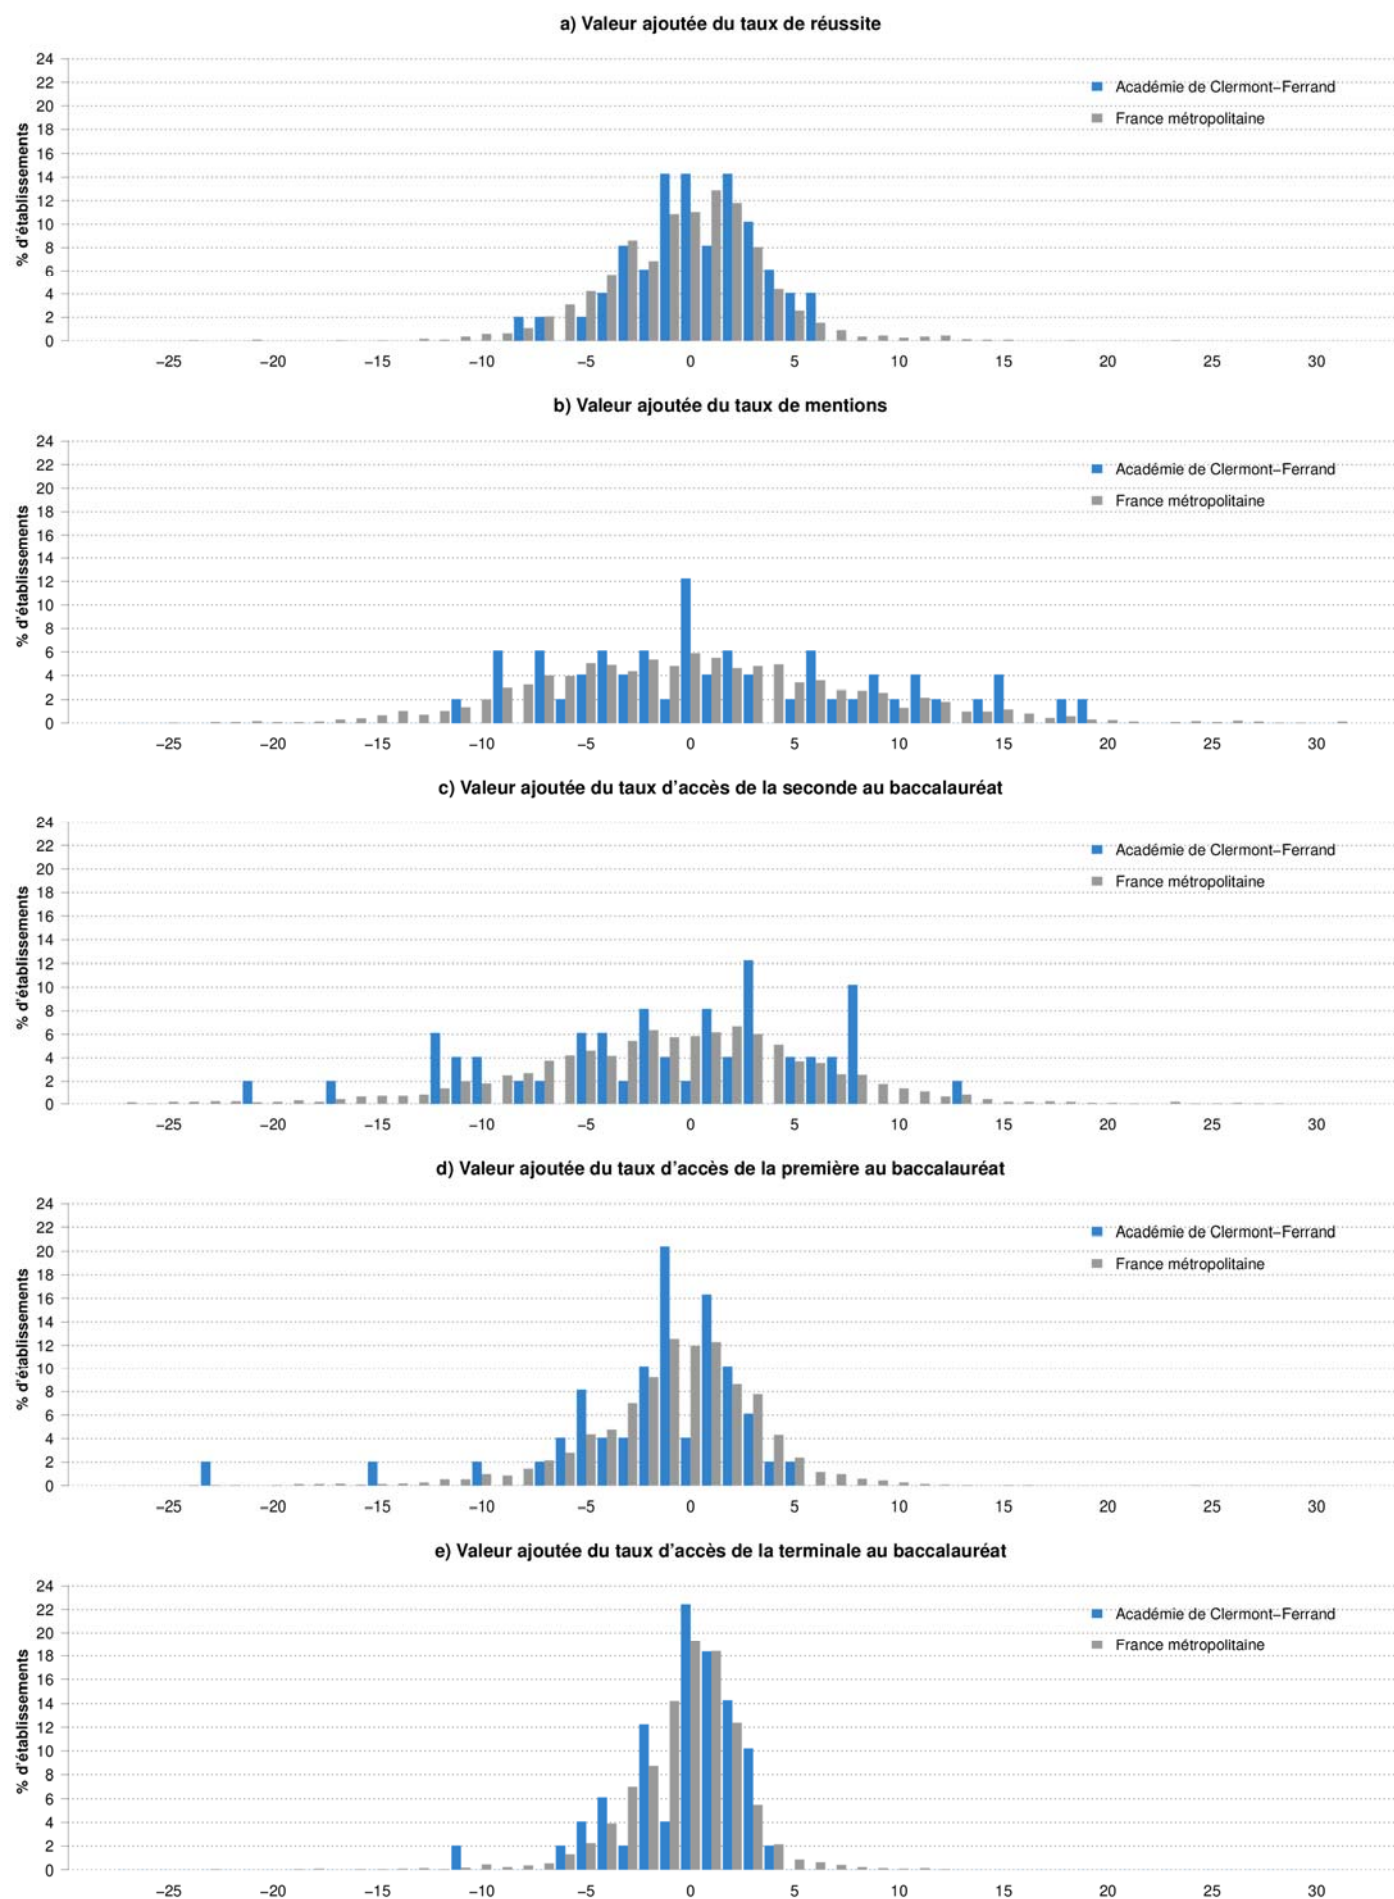 a) Valeur ajoutée du taux de réussite
% d'établissements
24
22
20
18
16
14
12
10
8
6
4
2
0
Académie de Clermont−Ferrand
France métropolitaine
−25 −20 −15 −10 −5 0 5 10 15 20 25 30
b) Valeur ajoutée du taux de mentions
% d'établissements
24
22
20
18
16
14
12
10
8
6
4
2
0
Académie de Clermont−Ferrand
France métropolitaine
−25 −20 −15 −10 −5 0 5 10 15 20 25 30
c) Valeur ajoutée du taux d'accès de la seconde au baccalauréat
% d'établissements
24
22
20
18
16
14
12
10
8
6
4
2
0
Académie de Clermont−Ferrand
France métropolitaine
−25 −20 −15 −10 −5 0 5 10 15 20 25 30
d) Valeur ajoutée du taux d'accès de la première au baccalauréat
% d'établissements
24
22
20
18
16
14
12
10
8
6
4
2
0
Académie de Clermont−Ferrand
France métropolitaine
−25 −20 −15 −10 −5 0 5 10 15 20 25 30
e) Valeur ajoutée du taux d'accès de la terminale au baccalauréat
% d'établissements
24
22
20
18
16
14
12
10
8
6
4
2
0
Académie de Clermont−Ferrand
France métropolitaine
−25 −20 −15 −10 −5 0 5 10 15 20 25 30